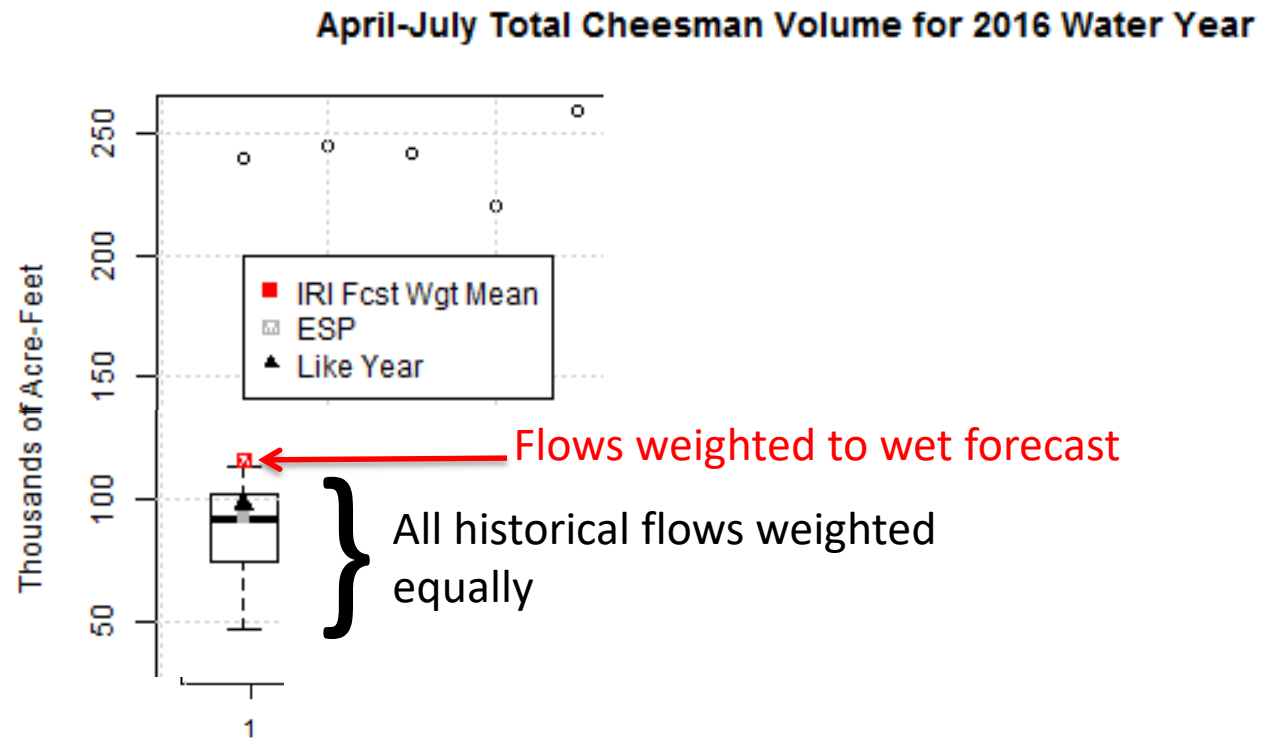 April-July Total Cheesman Volume for 2016 Water Year
Thousands of Acre-Feet
250
200
150
100
50
IRI Fcst Wgt Mean
ESP
Like Year
Flows weighted to wet forecast
All historical flows weighted
equally
1